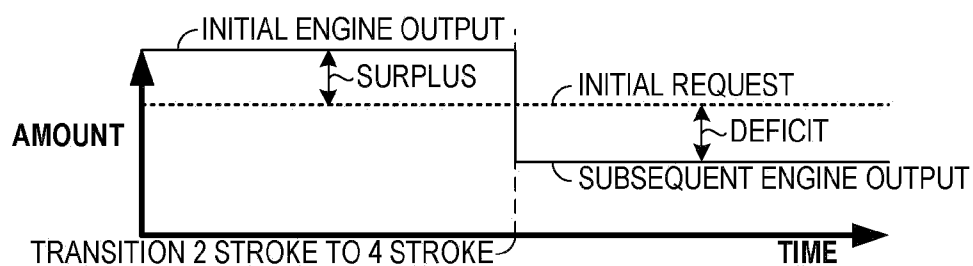 INITIAL ENGINE OUTPUT
SURPLUS
INITIAL REQUEST
AMOUNT
DEFICIT
SUBSEQUENT ENGINE OUTPUT
TRANSITION 2 STROKE TO 4 STROKE
TIME